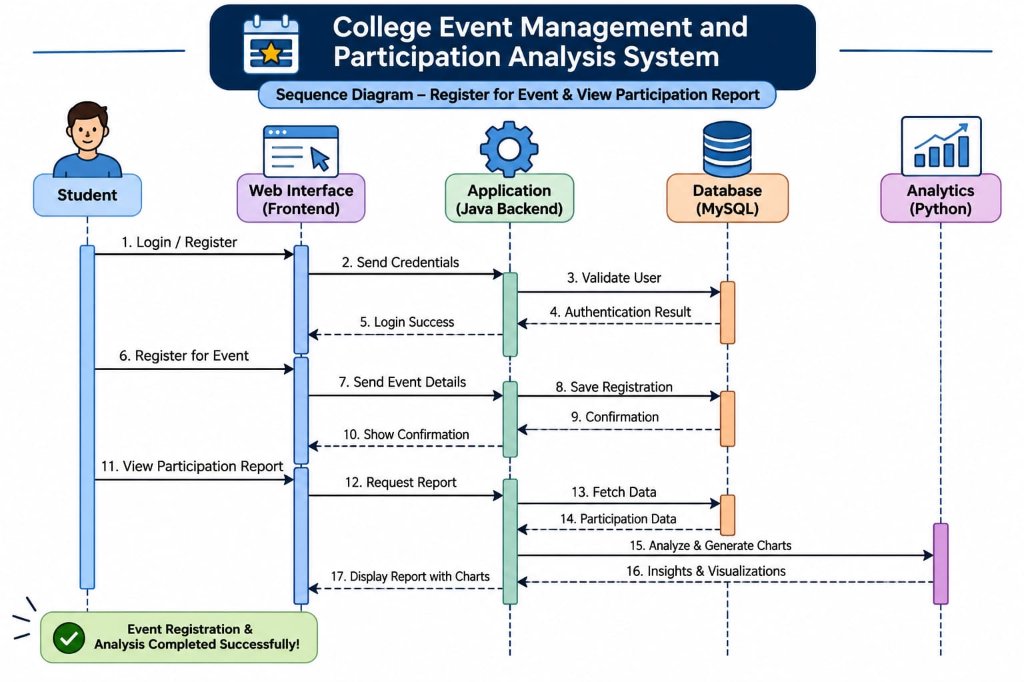 College Event Management and
Participation Analysis System
Sequence Diagram – Register for Event & View Participation Report
Student
Web Interface
(Frontend)
Application
(Java Backend)
Database
(MySQL)
Analytics
(Python)
1. Login / Register
2. Send Credentials
3. Validate User
4. Authentication Result
5. Login Success
6. Register for Event
7. Send Event Details
8. Save Registration
9. Confirmation
10. Show Confirmation
11. View Participation Report
12. Request Report
13. Fetch Data
14. Participation Data
15. Analyze & Generate Charts
16. Insights & Visualizations
17. Display Report with Charts
Event Registration &
Analysis Completed Successfully!